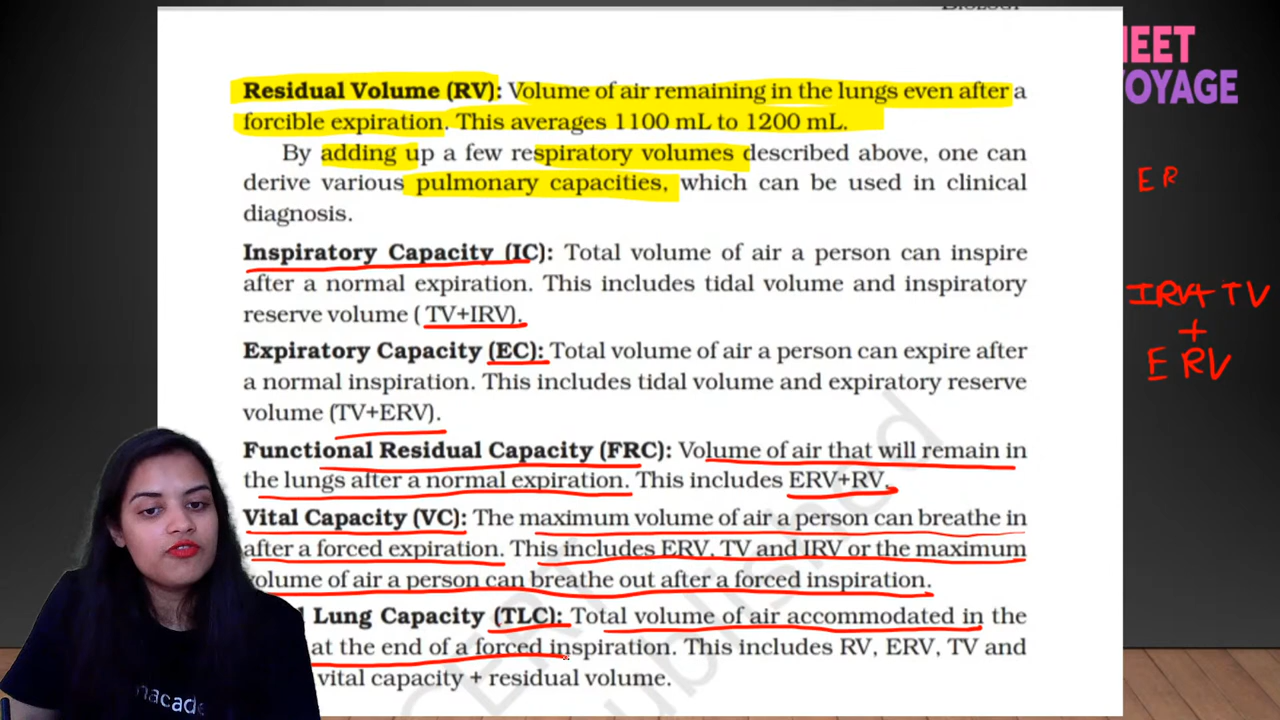 Residual Volume (RV): Volume of air remaining in the lungs even after a
forcible expiration. This averages 1100 mL to 1200 mL.
By adding up a few respiratory volumes described above, one can
derive various pulmonary capacities, which can be used in clinical
diagnosis.
Inspiratory Capacity (IC): Total volume of air a person can inspire
after a normal expiration. This includes tidal volume and inspiratory
reserve volume ( TV+IRV).
Expiratory Capacity (EC): Total volume of air a person can expire after
a normal inspiration. This includes tidal volume and expiratory reserve
volume (TV+ERV).
Functional Residual Capacity (FRC): Volume of air that will remain in
the lungs after a normal expiration. This includes ERV+RV.
Vital Capacity (VC): The maximum volume of air a person can breathe in
after a forced expiration. This includes ERV, TV and IRV or the maximum
volume of air a person can breathe out after a forced inspiration.
Lung Capacity (TLC): Total volume of air accommodated in the
at the end of a forced inspiration. This includes RV, ERV, TV and
vital capacity + residual volume.
ER
IRV+TV
+
ERV